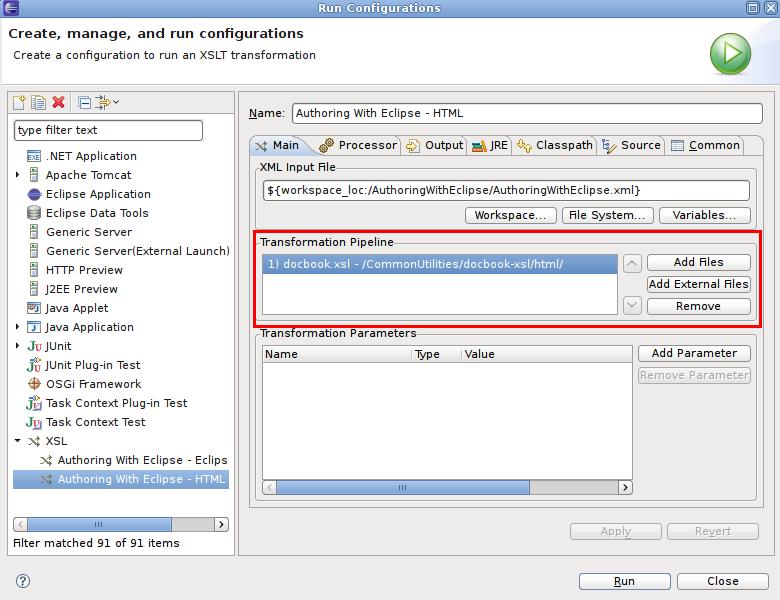 Run Configurations
Create, manage, and run configurations
Create a configuration to run an XSLT transformation
type filter text
.NET Application
Apache Tomcat
Eclipse Application
Eclipse Data Tools
Generic Server
Generic Server(External Launch)
HTTP Preview
J2EE Preview
Java Applet
Java Application
JUnit
JUnit Plug-in Test
OSGi Framework
Task Context Plug-in Test
Task Context Test
XSL
Authoring With Eclipse - Eclips
Authoring With Eclipse - HTML
Filter matched 91 of 91 items
Name: Authoring With Eclipse - HTML
Main Processor Output JRE Classpath Source Common
XML Input File
${workspace_loc:/AuthoringWithEclipse/AuthoringWithEclipse.xml}
Workspace... File System... Variables...
Transformation Pipeline
1) docbook.xsl - /CommonUtilities/docbook-xsl/html/
Add Files
Add External Files
Remove
Transformation Parameters
Name Type Value
Add Parameter
Remove Parameter
Apply Revert
Run Close